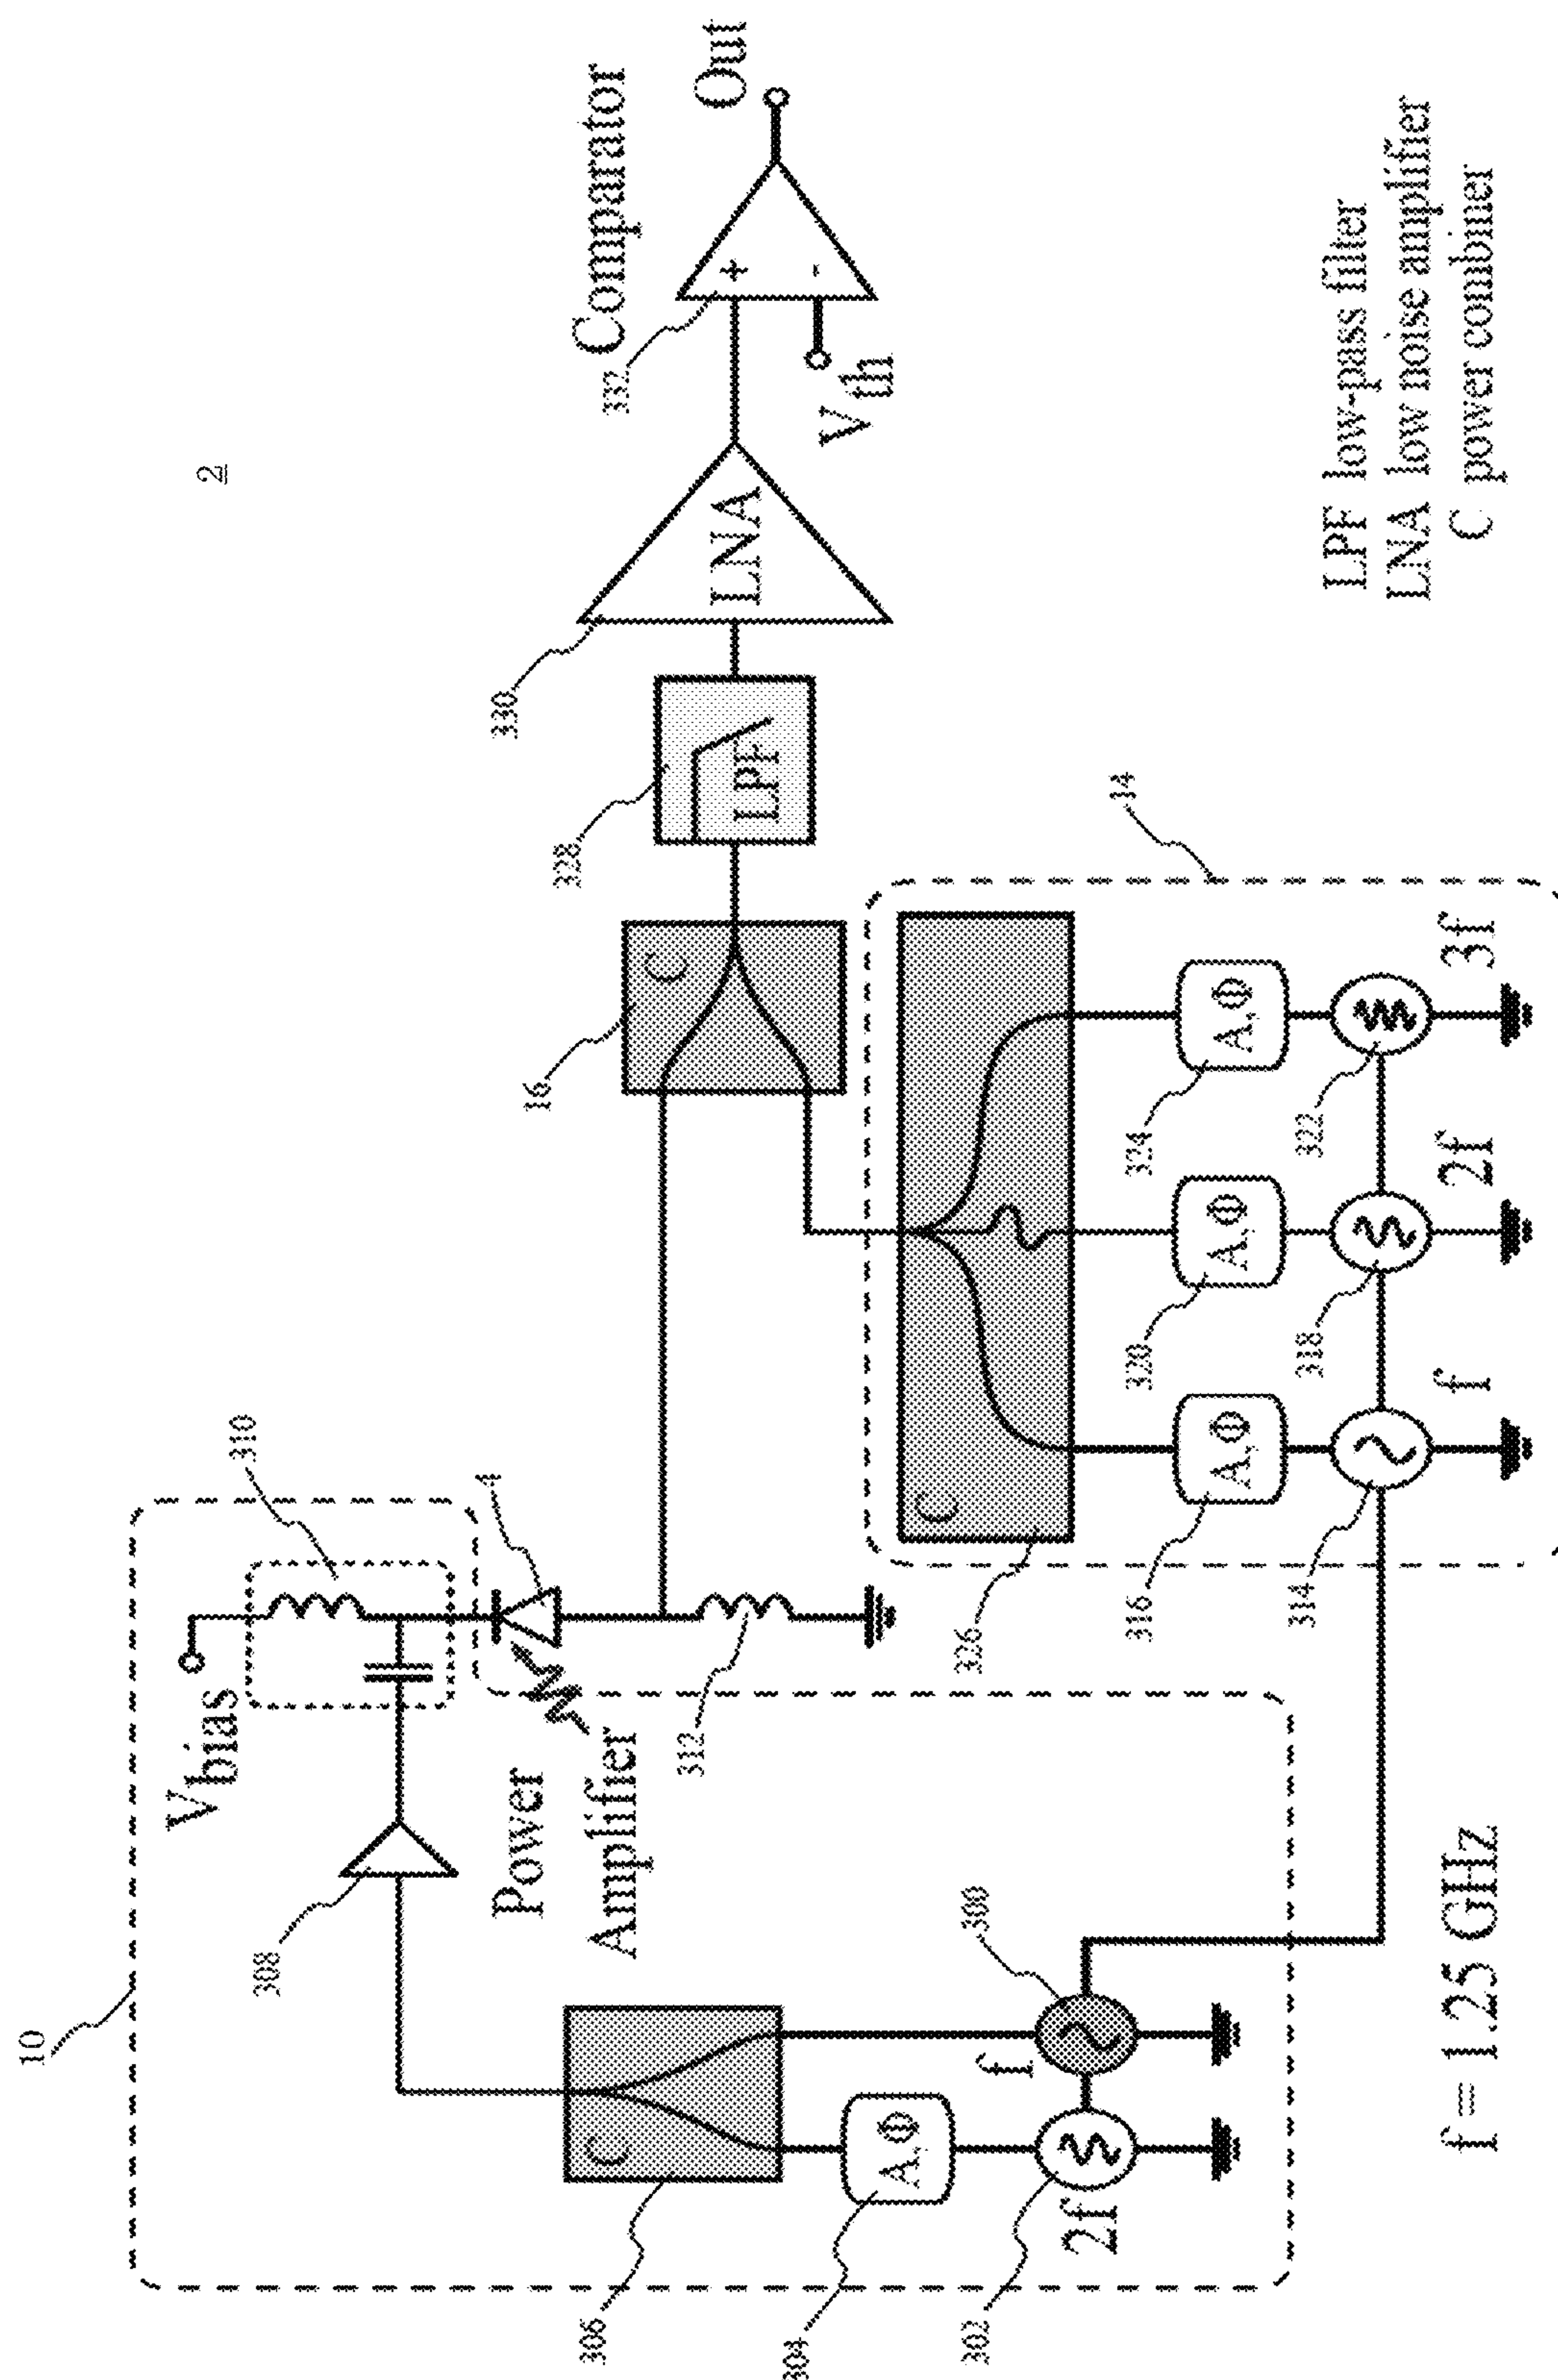 2
10
V bias
310
308
Power
Amplifier
4
312
306
C
304
A,Φ
302
2f
300
f
f = 1.25 GHz
16
C
328
LPF
330
LNA
332
Comparator
+
-
V th
Out
14
326
C
316
A,Φ
320
A,Φ
324
A,Φ
314
f
318
2f
322
3f
LPF low-pass filter
LNA low noise amplifier
C power combiner